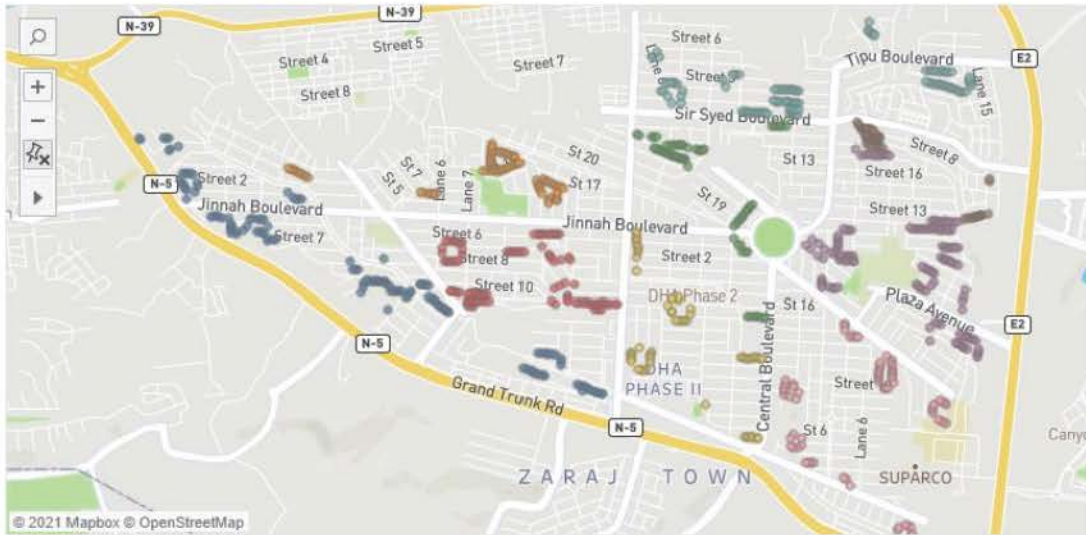 N-39
N-39
Street 5
Street 4
Street 7
Street 8
Street 6
Lane 6
Street
Tipu Boulevard
E2
Lane 15
Sir Syed Boulevard
Street 8
St 20
St 13
Street 16
N-5
Street 2
St 7
St 5
Lane 6
Lane 7
St 17
St 19
Street 13
Jinnah Boulevard
Jinnah Boulevard
Street 7
Street 6
Street 8
Street 2
Street 10
DHA Phase 2
St 16
Plaza Avenue
E2
N-5
DHA
PHASE II
Central Boulevard
Street
Grand Trunk Rd
N-5
St 6
Lane 6
Cany
ZARAJ TOWN
SUPARCO
© 2021 Mapbox © OpenStreetMap